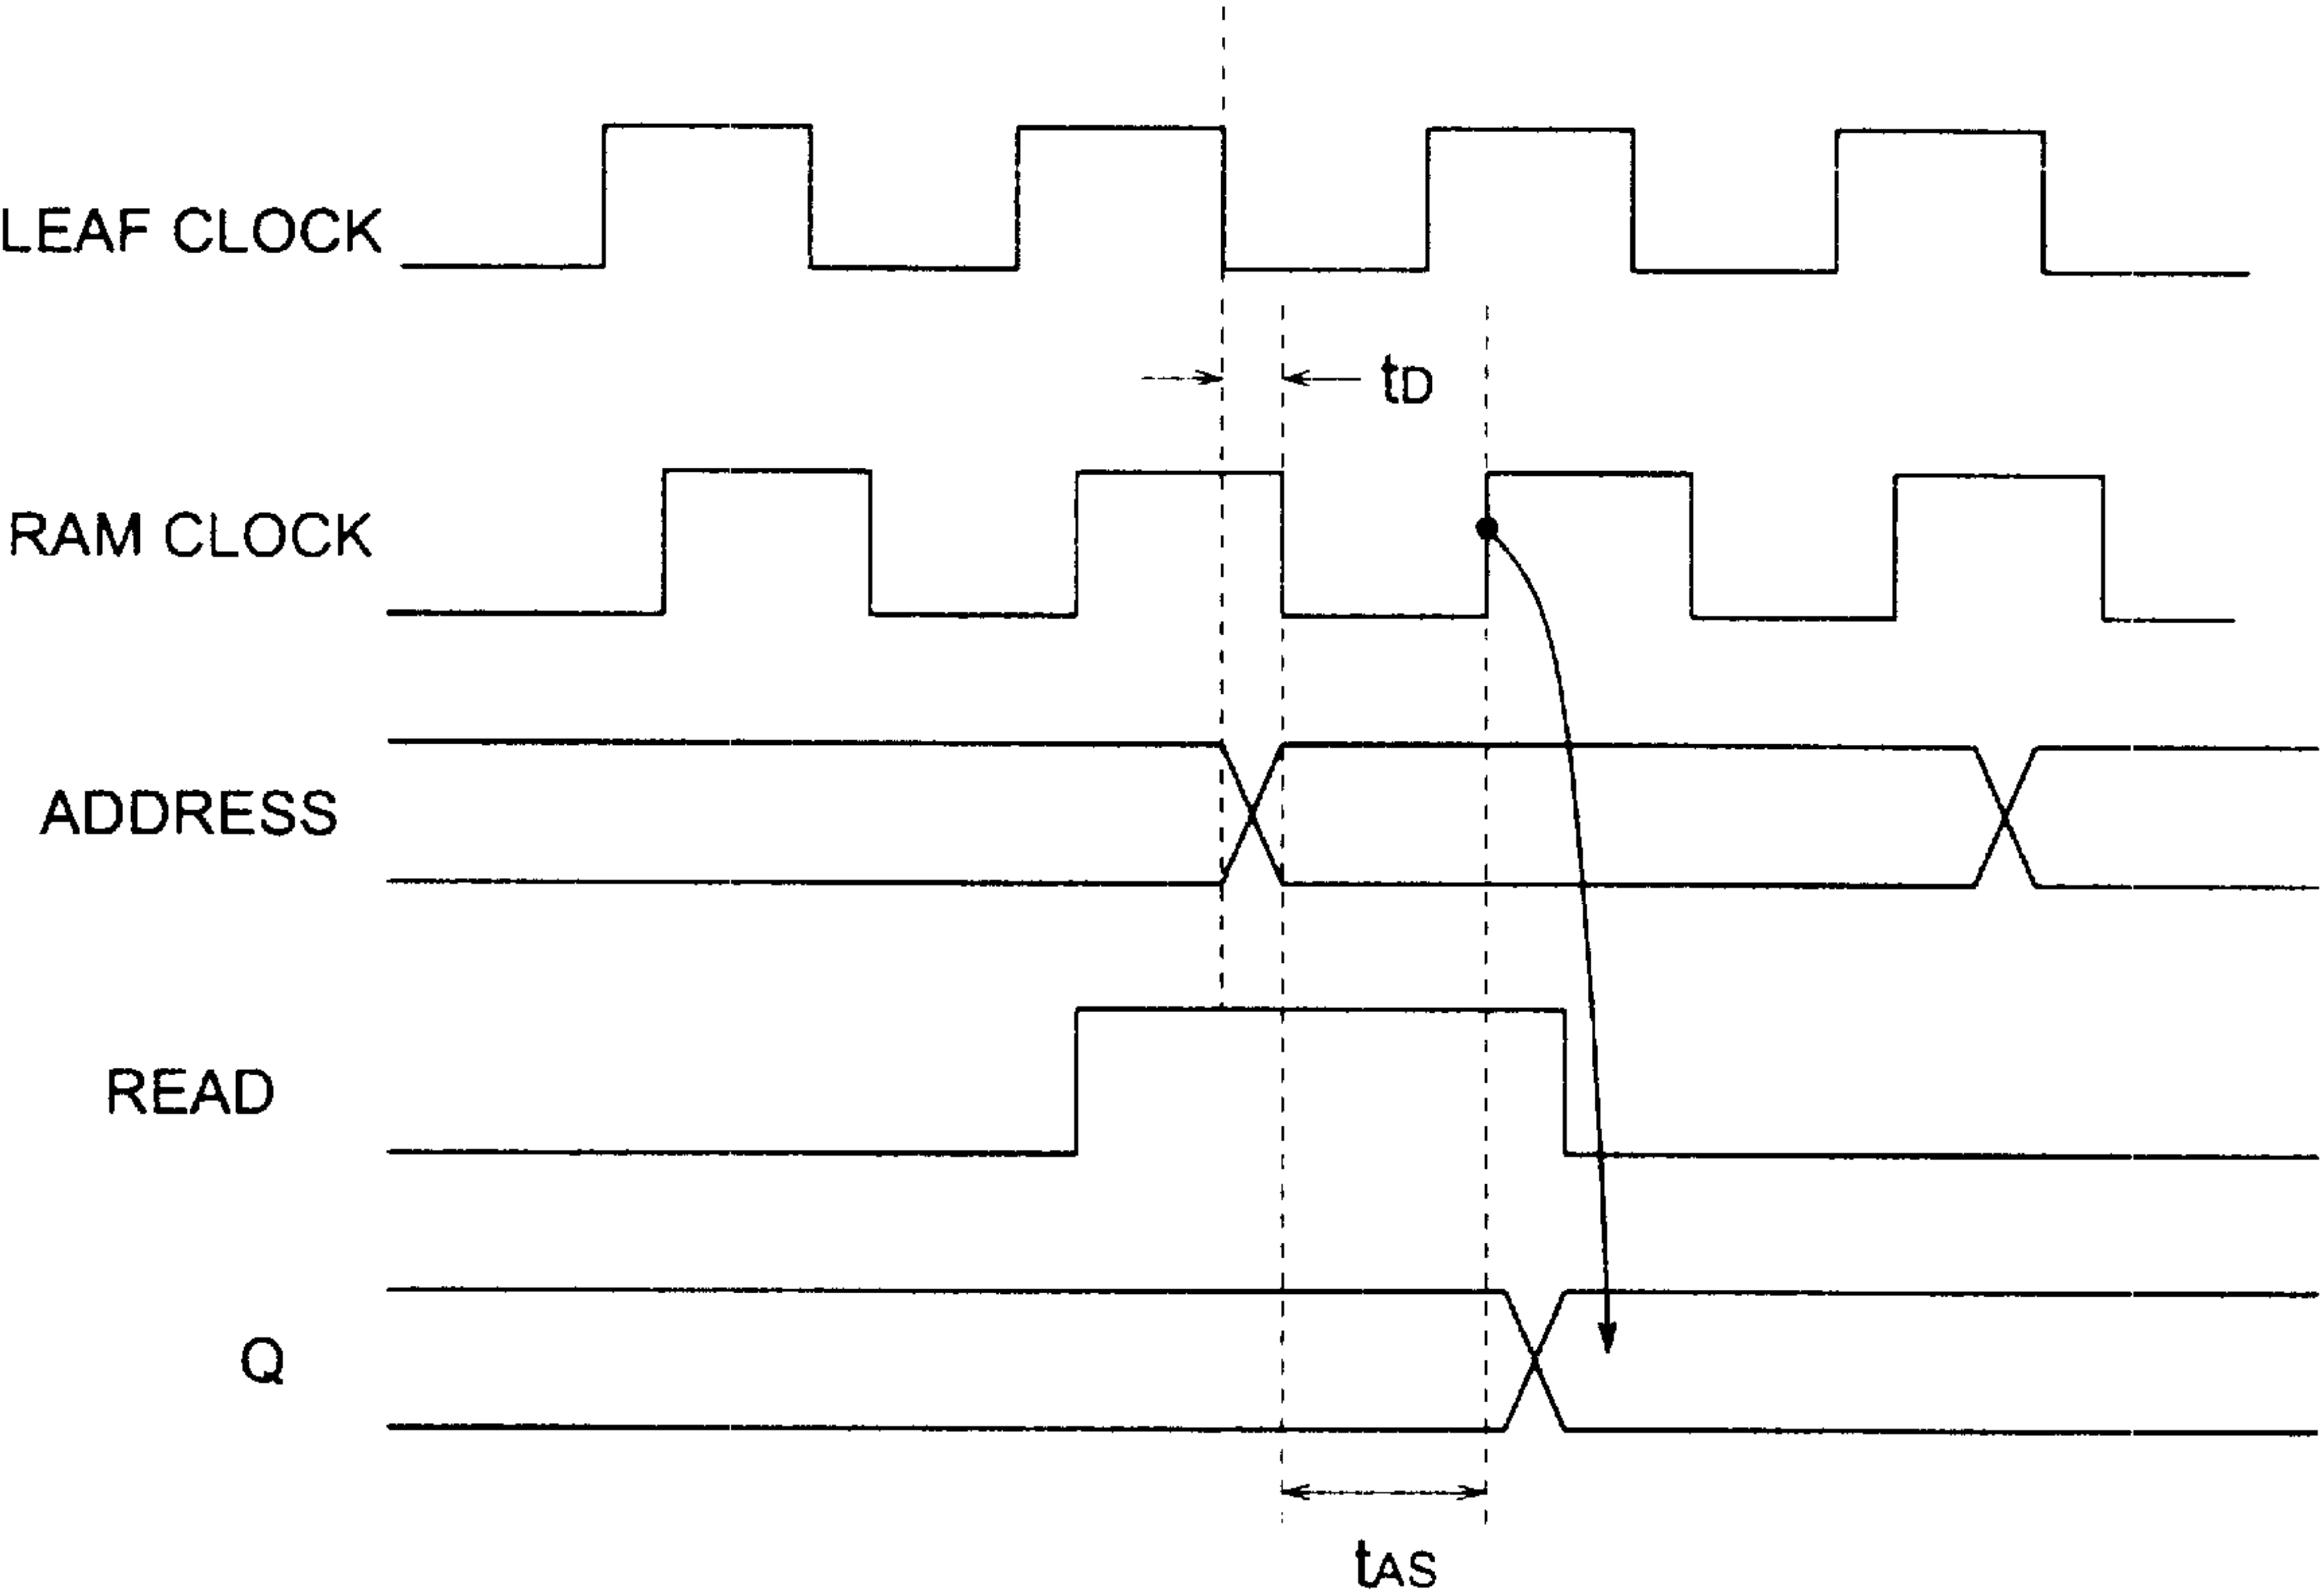 LEAF CLOCK
tD
RAM CLOCK
ADDRESS
READ
Q
tAS